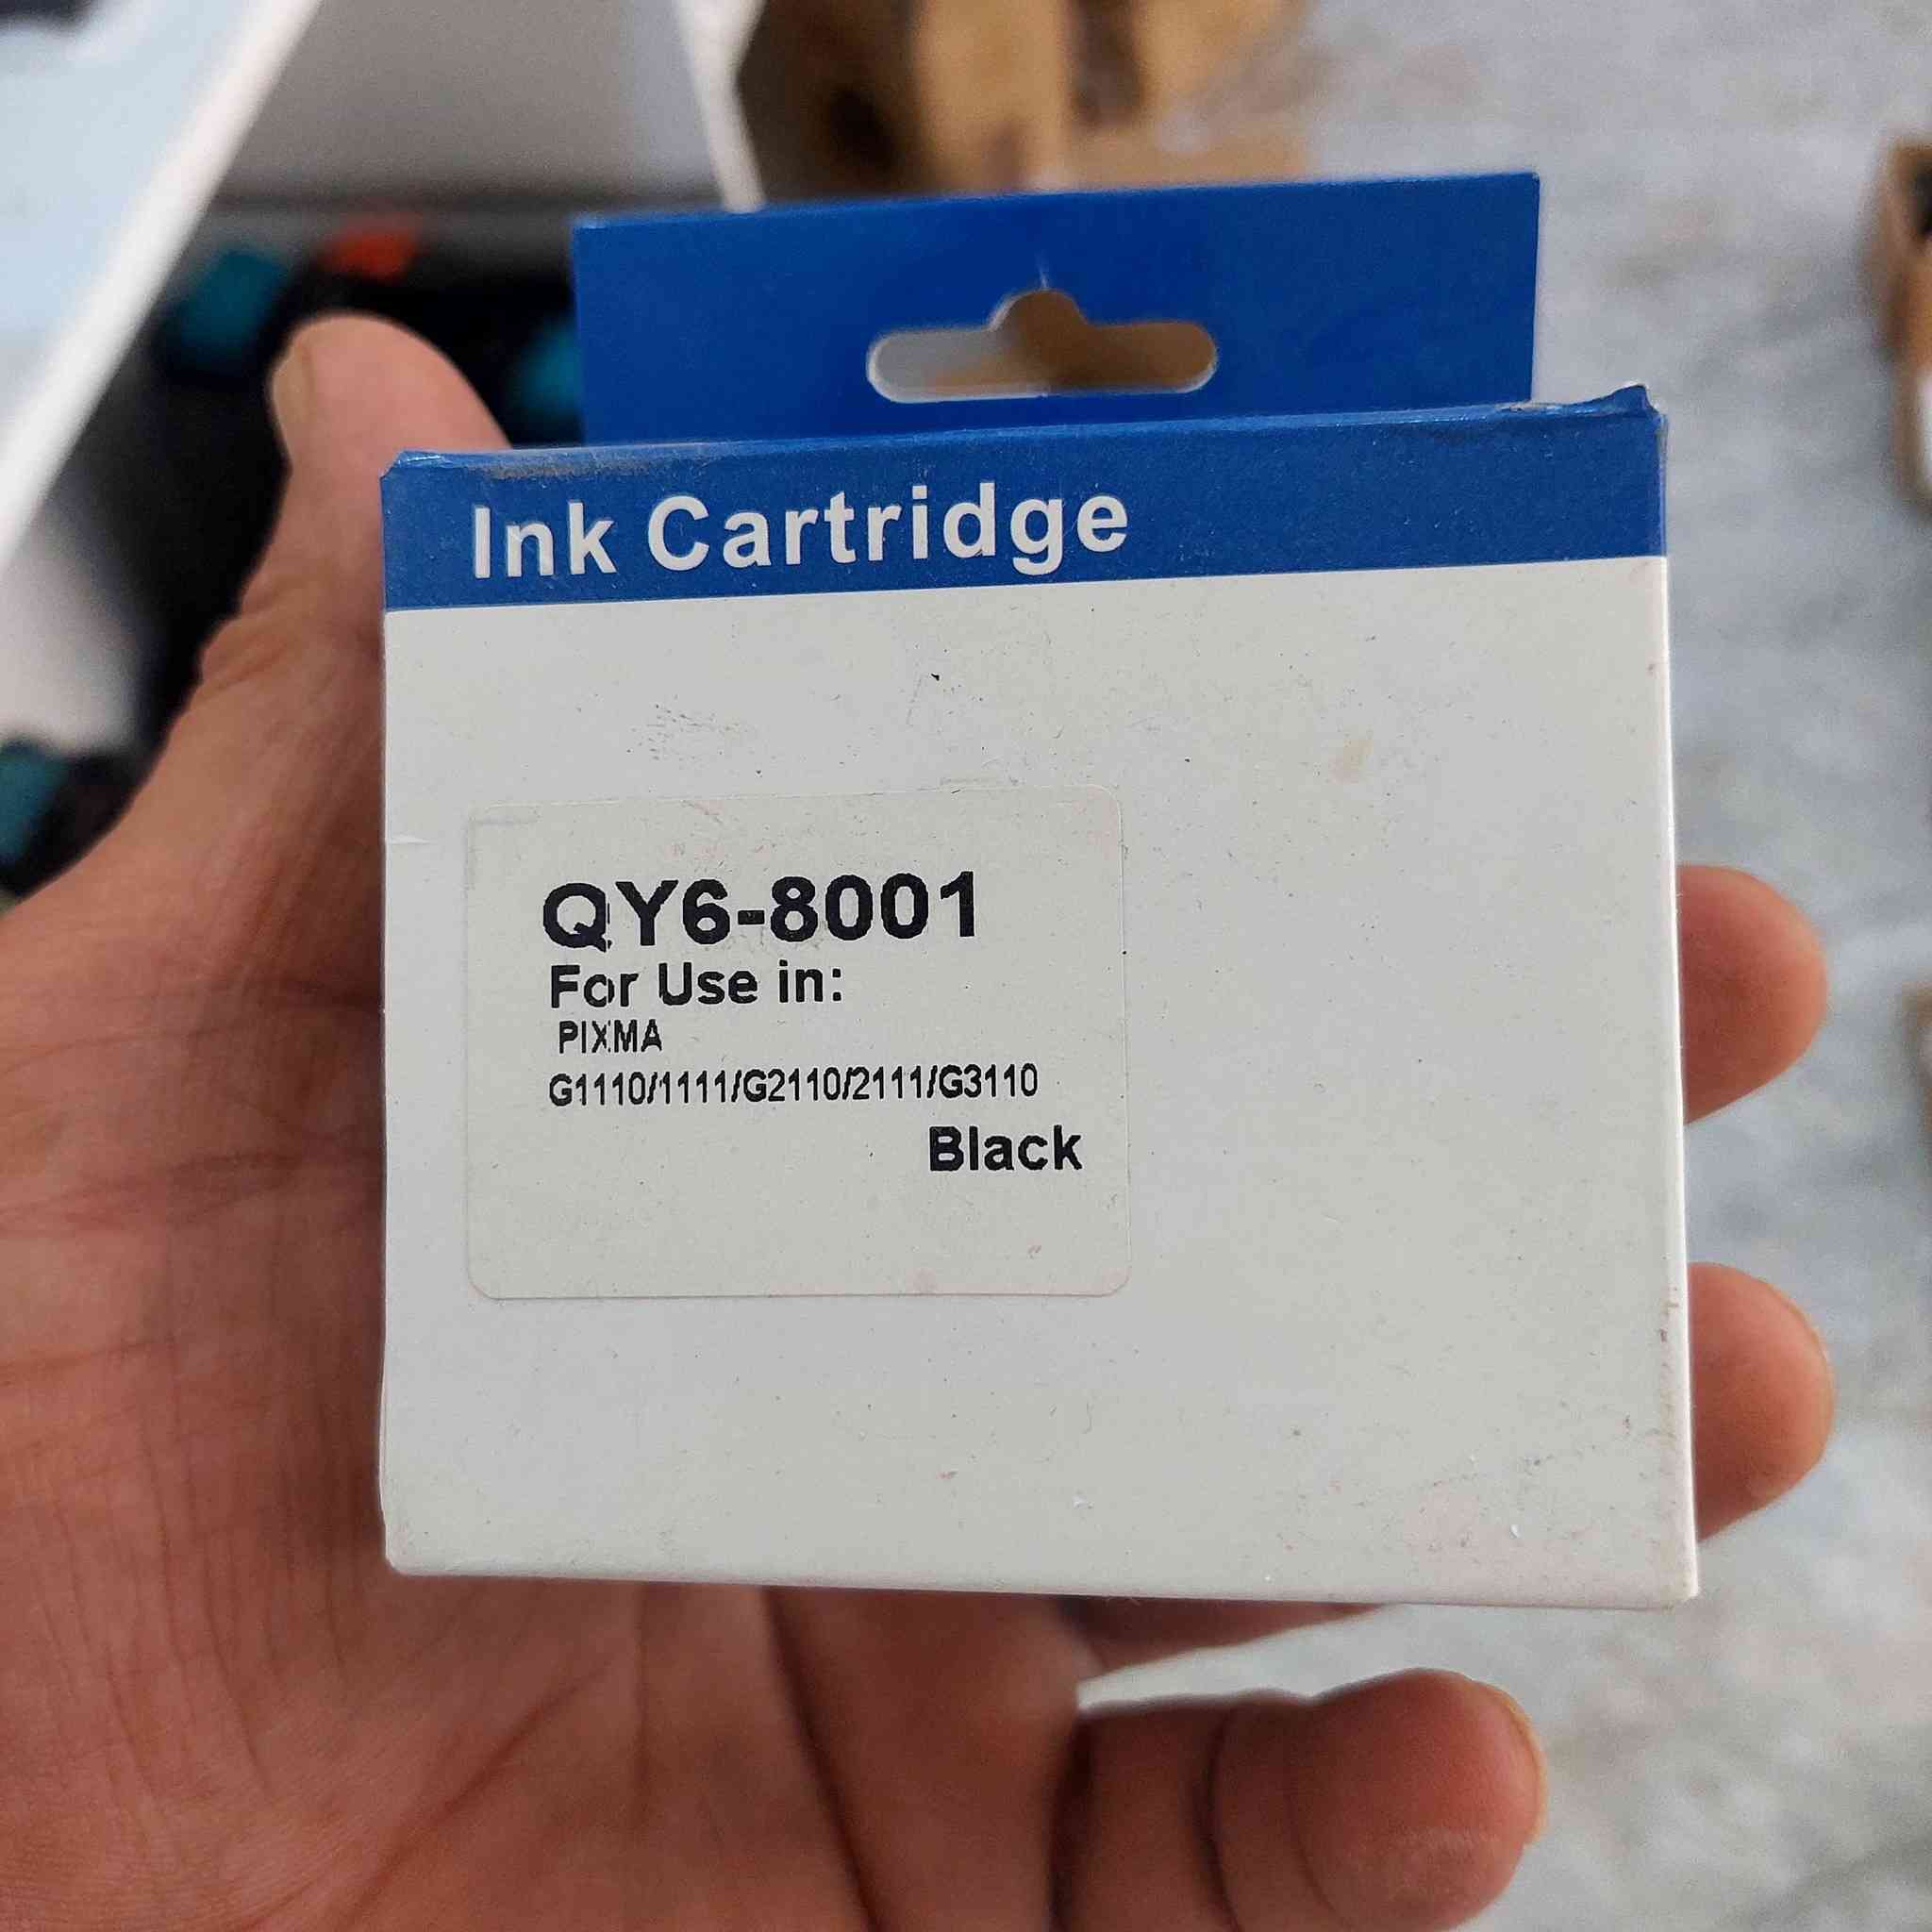 Ink Cartridge
QY6-8001
For Use in:
PIXMA
G1110/1111/G2110/2111/G3110
Black